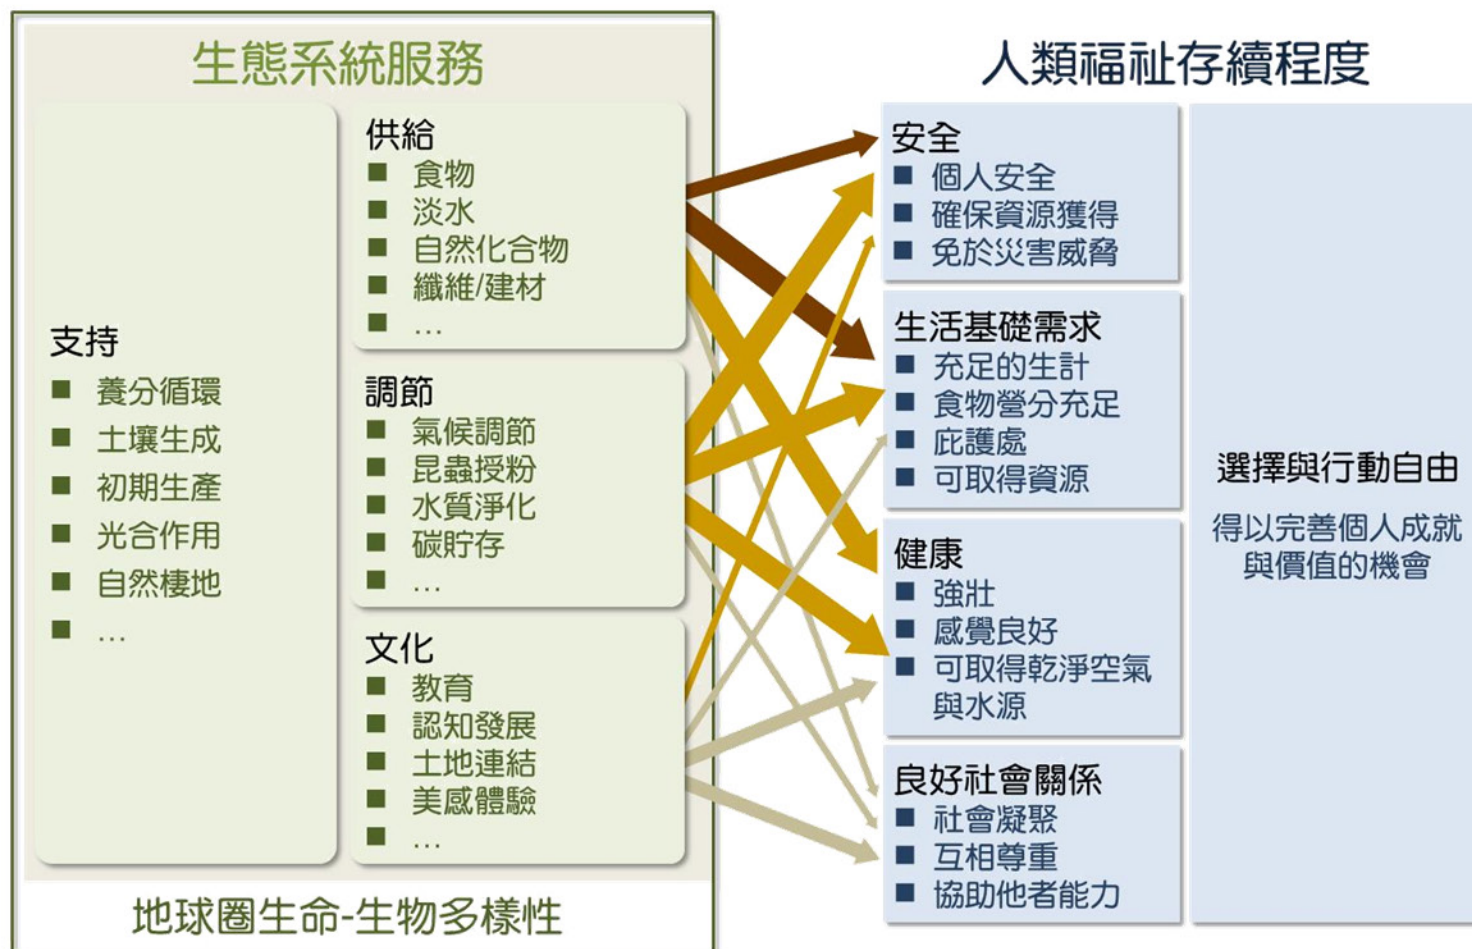 生態系統服務
支持
■ 養分循環
■ 土壤生成
■ 初期生產
■ 光合作用
■ 自然棲地
■ …
供給
■ 食物
■ 淡水
■ 自然化合物
■ 纖維/建材
■ …
調節
■ 氣候調節
■ 昆蟲授粉
■ 水質淨化
■ 碳貯存
■ …
文化
■ 教育
■ 認知發展
■ 土地連結
■ 美感體驗
■ …
地球圈生命-生物多樣性
人類福祉存續程度
安全
■ 個人安全
■ 確保資源獲得
■ 免於災害威脅
生活基礎需求
■ 充足的生計
■ 食物營分充足
■ 庇護處
■ 可取得資源
健康
■ 強壯
■ 感覺良好
■ 可取得乾淨空氣
與水源
良好社會關係
■ 社會凝聚
■ 互相尊重
■ 協助他者能力
選擇與行動自由
得以完善個人成就
與價值的機會